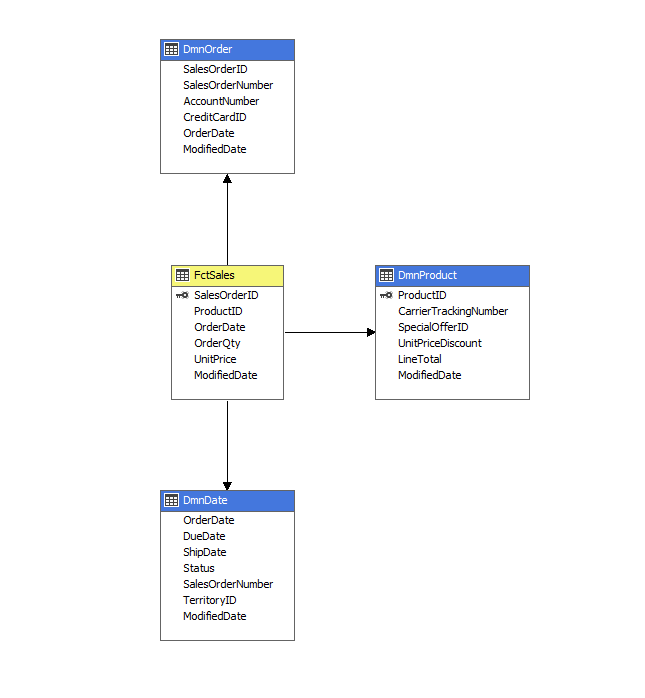 DmnOrder
SalesOrderID
SalesOrderNumber
AccountNumber
CreditCardID
OrderDate
ModifiedDate
FctSales
SalesOrderID
ProductID
OrderDate
OrderQty
UnitPrice
ModifiedDate
DmnProduct
ProductID
CarrierTrackingNumber
SpecialOfferID
UnitPriceDiscount
LineTotal
ModifiedDate
DmnDate
OrderDate
DueDate
ShipDate
Status
SalesOrderNumber
TerritoryID
ModifiedDate